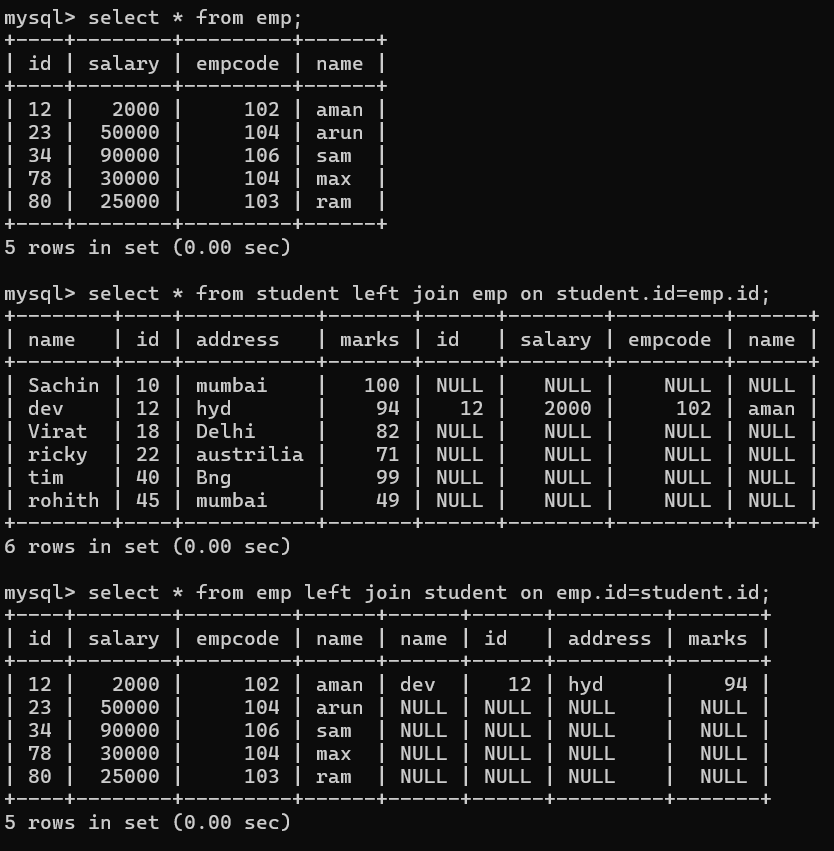 mysql> select * from emp;
+----+--------+---------+------+
| id | salary | empcode | name |
+----+--------+---------+------+
| 12 |   2000 |     102 | aman |
| 23 |  50000 |     104 | arun |
| 34 |  90000 |     106 | sam  |
| 78 |  30000 |     104 | max  |
| 80 |  25000 |     103 | ram  |
+----+--------+---------+------+
5 rows in set (0.00 sec)

mysql> select * from student left join emp on student.id=emp.id;
+--------+----+-----------+-------+------+--------+---------+------+
| name   | id | address   | marks | id   | salary | empcode | name |
+--------+----+-----------+-------+------+--------+---------+------+
| Sachin | 10 | mumbai    |   100 | NULL |   NULL |    NULL | NULL |
| dev    | 12 | hyd       |    94 |   12 |   2000 |     102 | aman |
| Virat  | 18 | Delhi     |    82 | NULL |   NULL |    NULL | NULL |
| ricky  | 22 | austrilia |    71 | NULL |   NULL |    NULL | NULL |
| tim    | 40 | Bng       |    99 | NULL |   NULL |    NULL | NULL |
| rohith | 45 | mumbai    |    49 | NULL |   NULL |    NULL | NULL |
+--------+----+-----------+-------+------+--------+---------+------+
6 rows in set (0.00 sec)

mysql> select * from emp left join student on emp.id=student.id;
+----+--------+---------+------+------+------+---------+-------+
| id | salary | empcode | name | name | id   | address | marks |
+----+--------+---------+------+------+------+---------+-------+
| 12 |   2000 |     102 | aman | dev  |   12 | hyd     |    94 |
| 23 |  50000 |     104 | arun | NULL | NULL | NULL    |  NULL |
| 34 |  90000 |     106 | sam  | NULL | NULL | NULL    |  NULL |
| 78 |  30000 |     104 | max  | NULL | NULL | NULL    |  NULL |
| 80 |  25000 |     103 | ram  | NULL | NULL | NULL    |  NULL |
+----+--------+---------+------+------+------+---------+-------+
5 rows in set (0.00 sec)